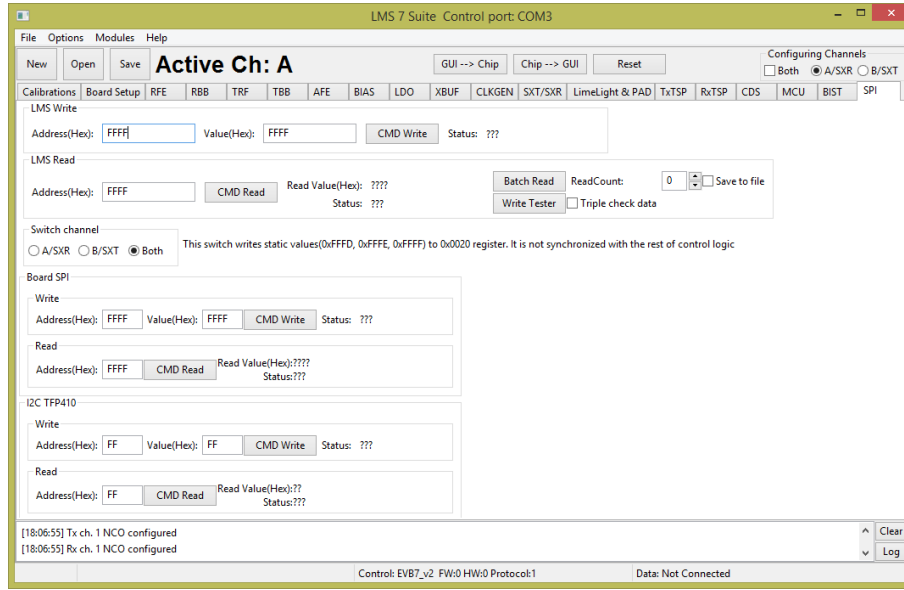 LMS 7 Suite Control port: COM3
File Options Modules Help
New Open Save Active Ch: A GUI --> Chip Chip --> GUI Reset Configuring Channels
Both A/SXR B/SXT
Calibrations Board Setup RFE RBB TRF TBB AFE BIAS LDO XBUF CLKGEN SXT/SXR LimeLight & PAD TxTSP RxTSP CDS MCU BIST SPI
LMS Write
Address(Hex): FFFF Value(Hex): FFFF CMD Write Status: ???
LMS Read
Address(Hex): FFFF CMD Read Read Value(Hex): ???? Batch Read ReadCount: 0 Save to file
Status: ??? Write Tester Triple check data
Switch channel
A/SXR B/SXT Both This switch writes static values(0xFFFD, 0xFFFE, 0xFFFF) to 0x0020 register. It is not synchronized with the rest of control logic
Board SPI
Write
Address(Hex): FFFF Value(Hex): FFFF CMD Write Status: ???
Read
Address(Hex): FFFF CMD Read Read Value(Hex):????
Status:???
I2C TFP410
Write
Address(Hex): FF Value(Hex): FF CMD Write Status: ???
Read
Address(Hex): FF CMD Read Read Value(Hex):??
Status:???
[18:06:55] Tx ch. 1 NCO configured Clear
[18:06:55] Rx ch. 1 NCO configured Log
Control: EVB7_v2 FW:0 HW:0 Protocol:1 Data: Not Connected